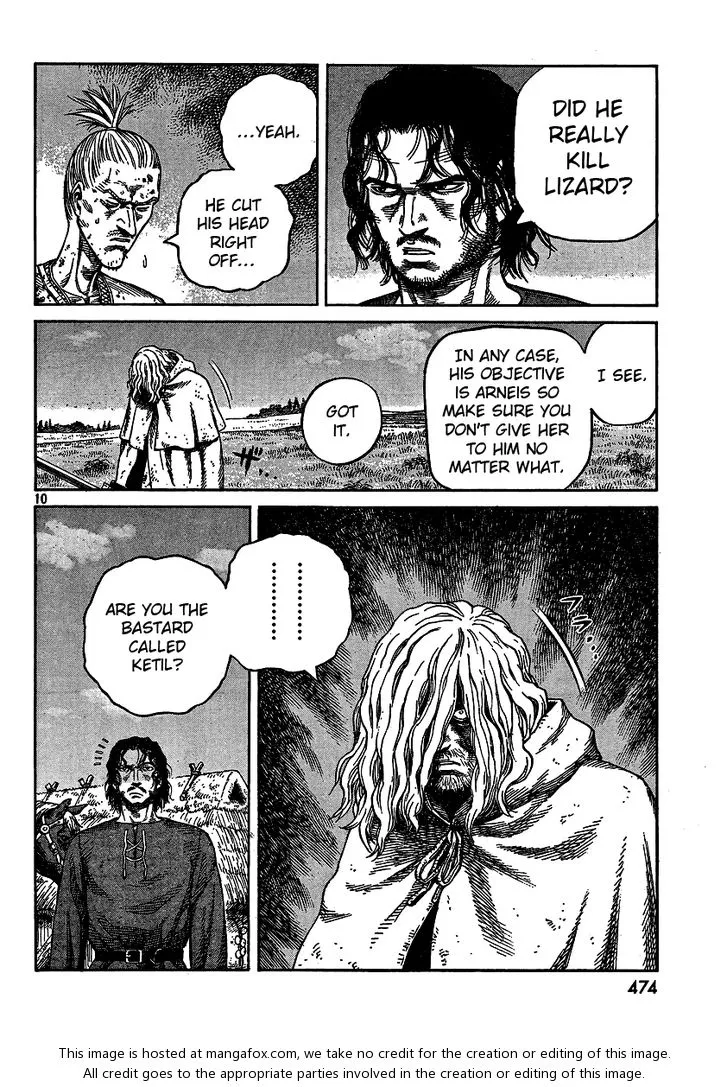 DID HE
REALLY
KILL
LIZARD?
...YEAH.
HE CUT
HIS HEAD
RIGHT
OFF...
I SEE.
IN ANY CASE,
HIS OBJECTIVE
IS ARNEIS SO
MAKE SURE YOU
DON'T GIVE HER
TO HIM NO
MATTER WHAT.
GOT
IT.
10
フラ…
ARE YOU THE
BASTARD
CALLED
KETIL?
474
This image is hosted at mangafox.com, we take no credit for the creation or editing of this image.
All credit goes to the appropriate parties involved in the creation or editing of this image.